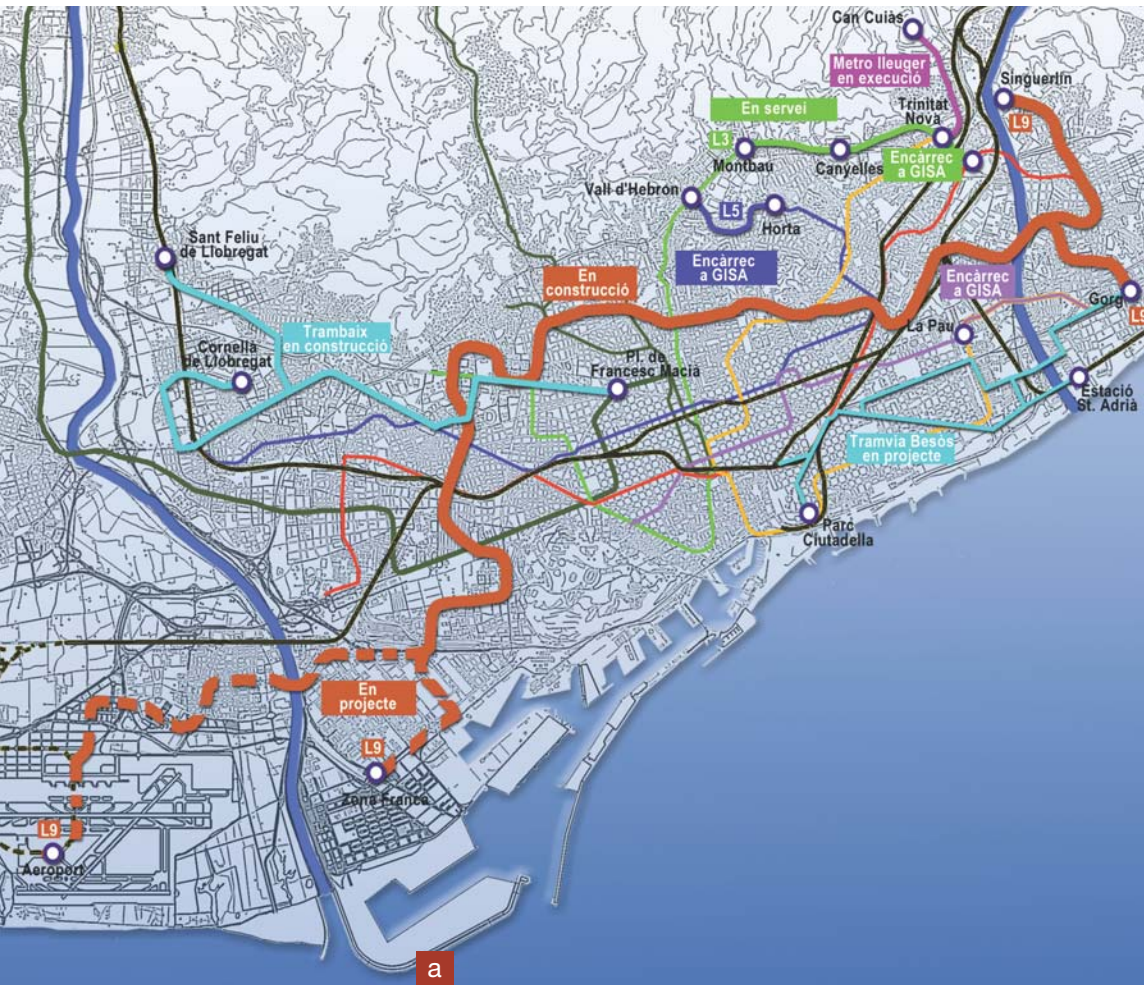 Can Cuiàs
Metro lleuger
en execució
Singuerlín
L9
En servei
Trinitat
Nova
L3
Montbau
Canyelles
Encàrrec
a GISA
Vall d'Hebron
L5
Horta
Encàrrec
a GISA
Sant Feliu
de Llobregat
En
construcció
Encàrrec
a GISA
Gorg
L9
La Pau
Trambaix
en construcció
Cornellà
de Llobregat
Pl. de
Francesc Macià
Estació
St. Adrià
Tramvia Besòs
en projecte
Parc
Ciutadella
En
projecte
L9
Zona Franca
L9
Aeroport
a